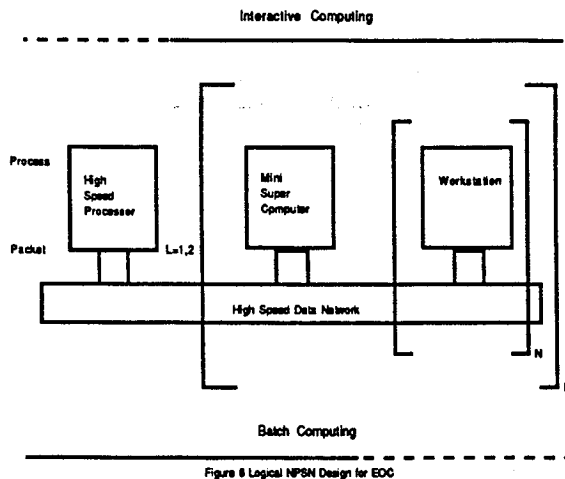 Interactive Computing
Process
High
Speed
Processor
Mini
Super
Computer
Workstation
Packet
L=1,2
High Speed Data Network
N
Batch Computing
Figure 6 Logical NPSN Design for EOC